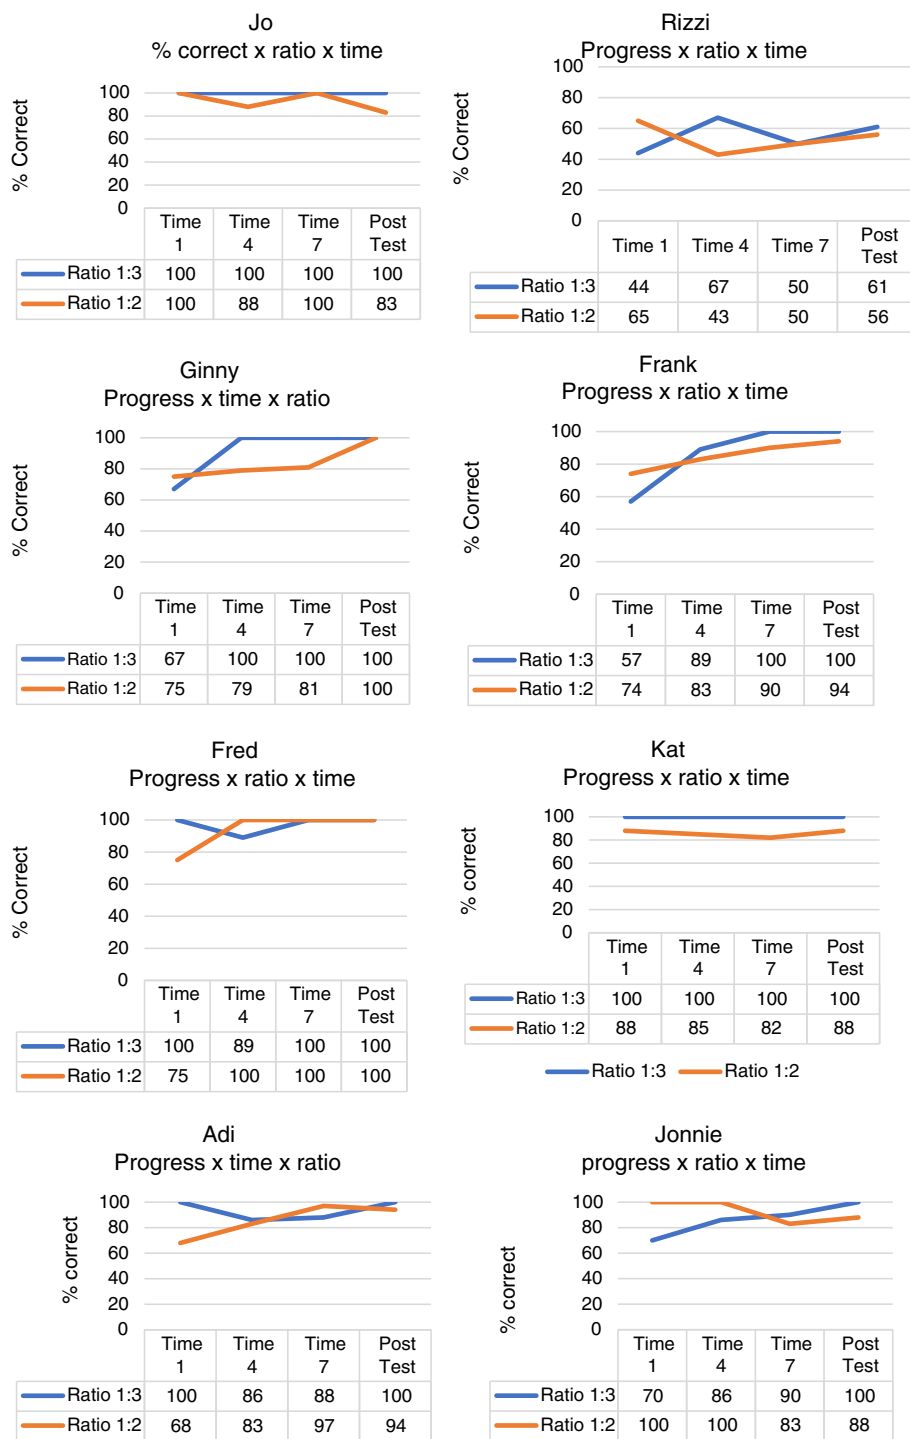 Jo
% correct x ratio x time
% Correct
100
80
60
40
20
0
Time 1 Time 4 Time 7 Post Test
Ratio 1:3 100 100 100 100
Ratio 1:2 100 88 100 83
Rizzi
Progress x ratio x time
% Correct
100
80
60
40
20
0
Time 1 Time 4 Time 7 Post Test
Ratio 1:3 44 67 50 61
Ratio 1:2 65 43 50 56
Ginny
Progress x time x ratio
% Correct
100
80
60
40
20
0
Time 1 Time 4 Time 7 Post Test
Ratio 1:3 67 100 100 100
Ratio 1:2 75 79 81 100
Frank
Progress x ratio x time
% Correct
100
80
60
40
20
0
Time 1 Time 4 Time 7 Post Test
Ratio 1:3 57 89 100 100
Ratio 1:2 74 83 90 94
Fred
Progress x ratio x time
% Correct
100
80
60
40
20
0
Time 1 Time 4 Time 7 Post Test
Ratio 1:3 100 89 100 100
Ratio 1:2 75 100 100 100
Kat
Progress x ratio x time
% correct
100
80
60
40
20
0
Time 1 Time 4 Time 7 Post Test
Ratio 1:3 100 100 100 100
Ratio 1:2 88 85 82 88
Ratio 1:3 Ratio 1:2
Adi
Progress x time x ratio
% correct
100
80
60
40
20
0
Time 1 Time 4 Time 7 Post Test
Ratio 1:3 100 86 88 100
Ratio 1:2 68 83 97 94
Jonnie
progress x ratio x time
% correct
100
80
60
40
20
0
Time 1 Time 4 Time 7 Post Test
Ratio 1:3 70 86 90 100
Ratio 1:2 100 100 83 88